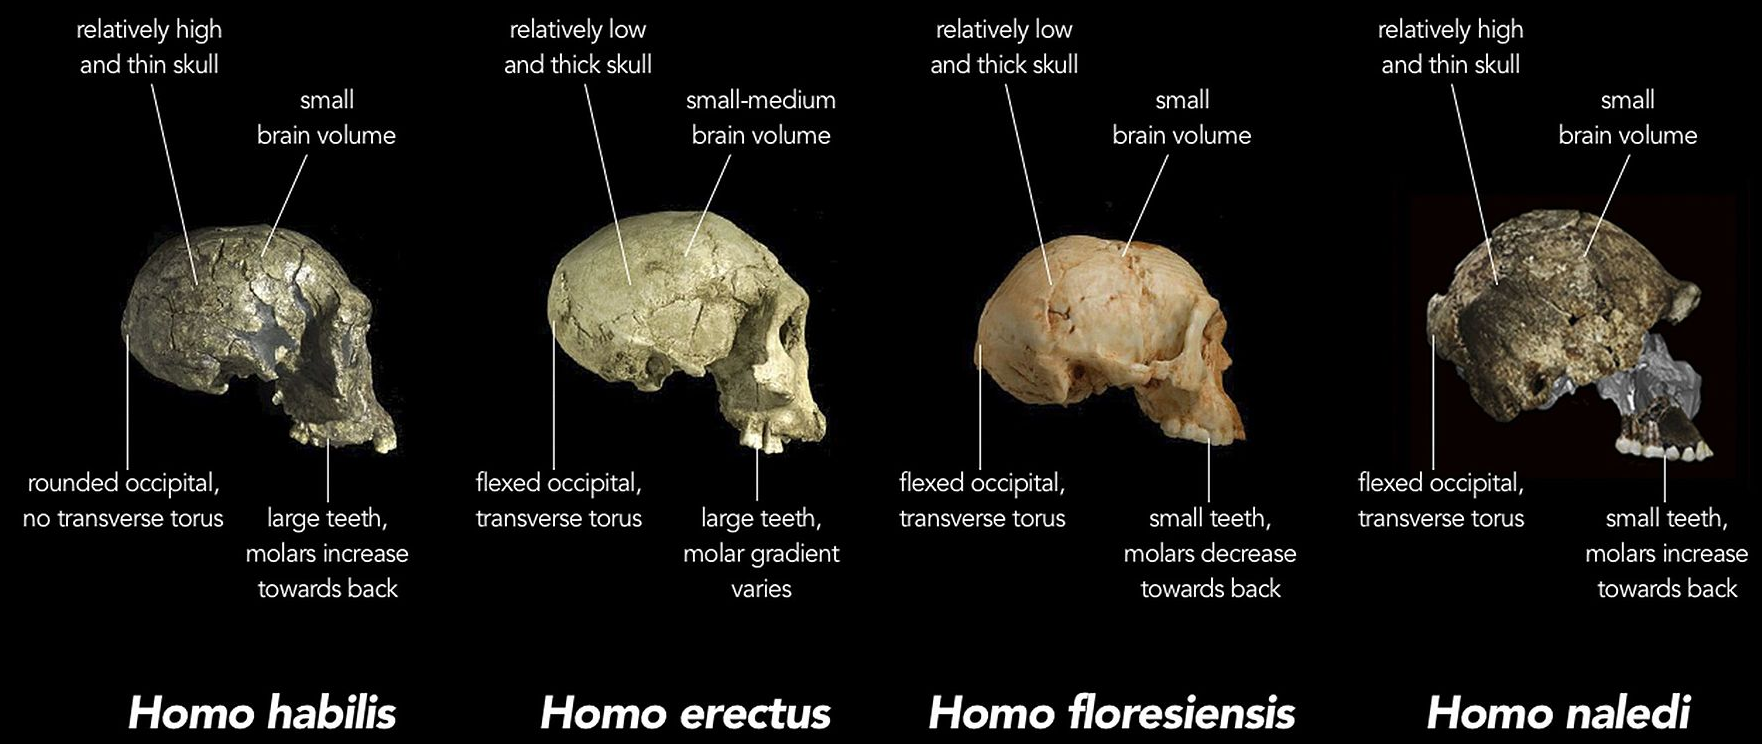 relatively high
and thin skull
small
brain volume
rounded occipital,
no transverse torus
large teeth,
molars increase
towards back
Homo habilis
relatively low
and thick skull
small-medium
brain volume
flexed occipital,
transverse torus
large teeth,
molar gradient
varies
Homo erectus
relatively low
and thick skull
small
brain volume
flexed occipital,
transverse torus
small teeth,
molars decrease
towards back
Homo floresiensis
relatively high
and thin skull
small
brain volume
flexed occipital,
transverse torus
small teeth,
molars increase
towards back
Homo naledi